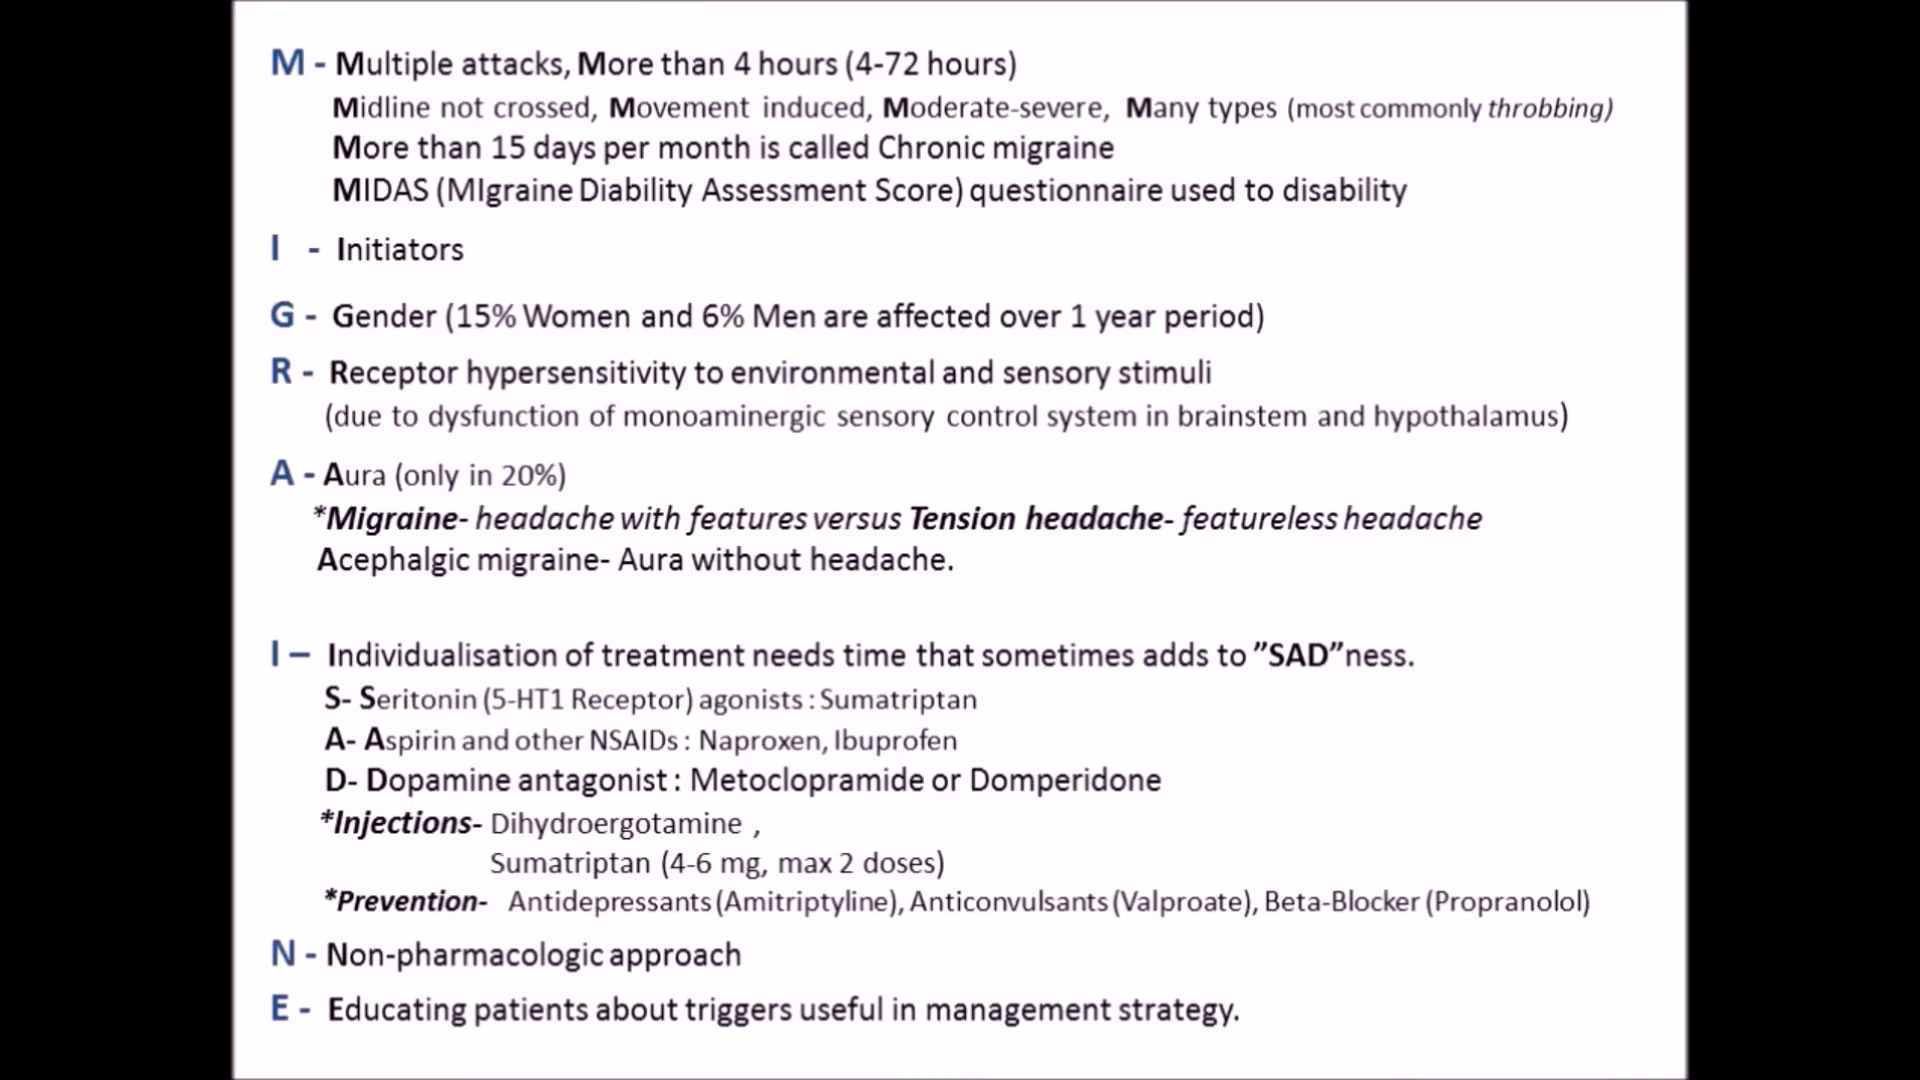 M - Multiple attacks, More than 4 hours (4-72 hours)
Midline not crossed, Movement induced, Moderate-severe, Many types (most commonly throbbing)
More than 15 days per month is called Chronic migraine
MIDAS (MIgraine Diability Assessment Score) questionnaire used to disability
I - Initiators
G - Gender (15% Women and 6% Men are affected over 1 year period)
R - Receptor hypersensitivity to environmental and sensory stimuli
(due to dysfunction of monoaminergic sensory control system in brainstem and hypothalamus)
A - Aura (only in 20%)
*Migraine- headache with features versus Tension headache- featureless headache
Acephalgic migraine- Aura without headache.
I – Individualisation of treatment needs time that sometimes adds to ”SAD”ness.
S- Seritonin (5-HT1 Receptor) agonists : Sumatriptan
A- Aspirin and other NSAIDs : Naproxen, Ibuprofen
D- Dopamine antagonist : Metoclopramide or Domperidone
*Injections- Dihydroergotamine ,
Sumatriptan (4-6 mg, max 2 doses)
*Prevention- Antidepressants (Amitriptyline), Anticonvulsants (Valproate), Beta-Blocker (Propranolol)
N - Non-pharmacologic approach
E - Educating patients about triggers useful in management strategy.